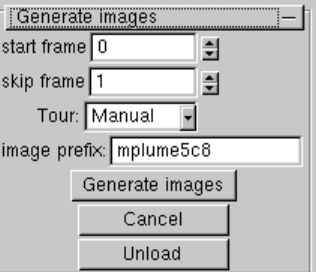 Generate images
start frame 0
skip frame 1
Tour: Manual
image prefix: mplume5c8
Generate images
Cancel
Unload